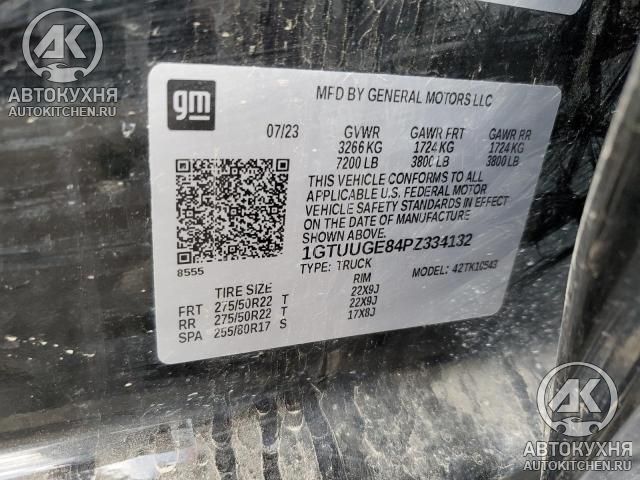 АК
АВТОКУХНЯ
AUTOKITCHEN.RU
gm
MFD BY GENERAL MOTORS LLC
07/23 GVWR GAWR FRT GAWR RR
3266 KG 1724 KG 1724 KG
7200 LB 3800 LB 3800 LB
THIS VEHICLE CONFORMS TO ALL
APPLICABLE U.S. FEDERAL MOTOR
VEHICLE SAFETY STANDARDS IN EFFECT
ON THE DATE OF MANUFACTURE
SHOWN ABOVE.
1GTUUGE84PZ334132
TYPE: TRUCK MODEL: 42TK10543
8555
TIRE SIZE RIM
FRT 275/50R22 T 22X9J
RR 275/50R22 T 22X9J
SPA 255/80R17 S 17X8J
АК
АВТОКУХНЯ
AUTOKITCHEN.RU